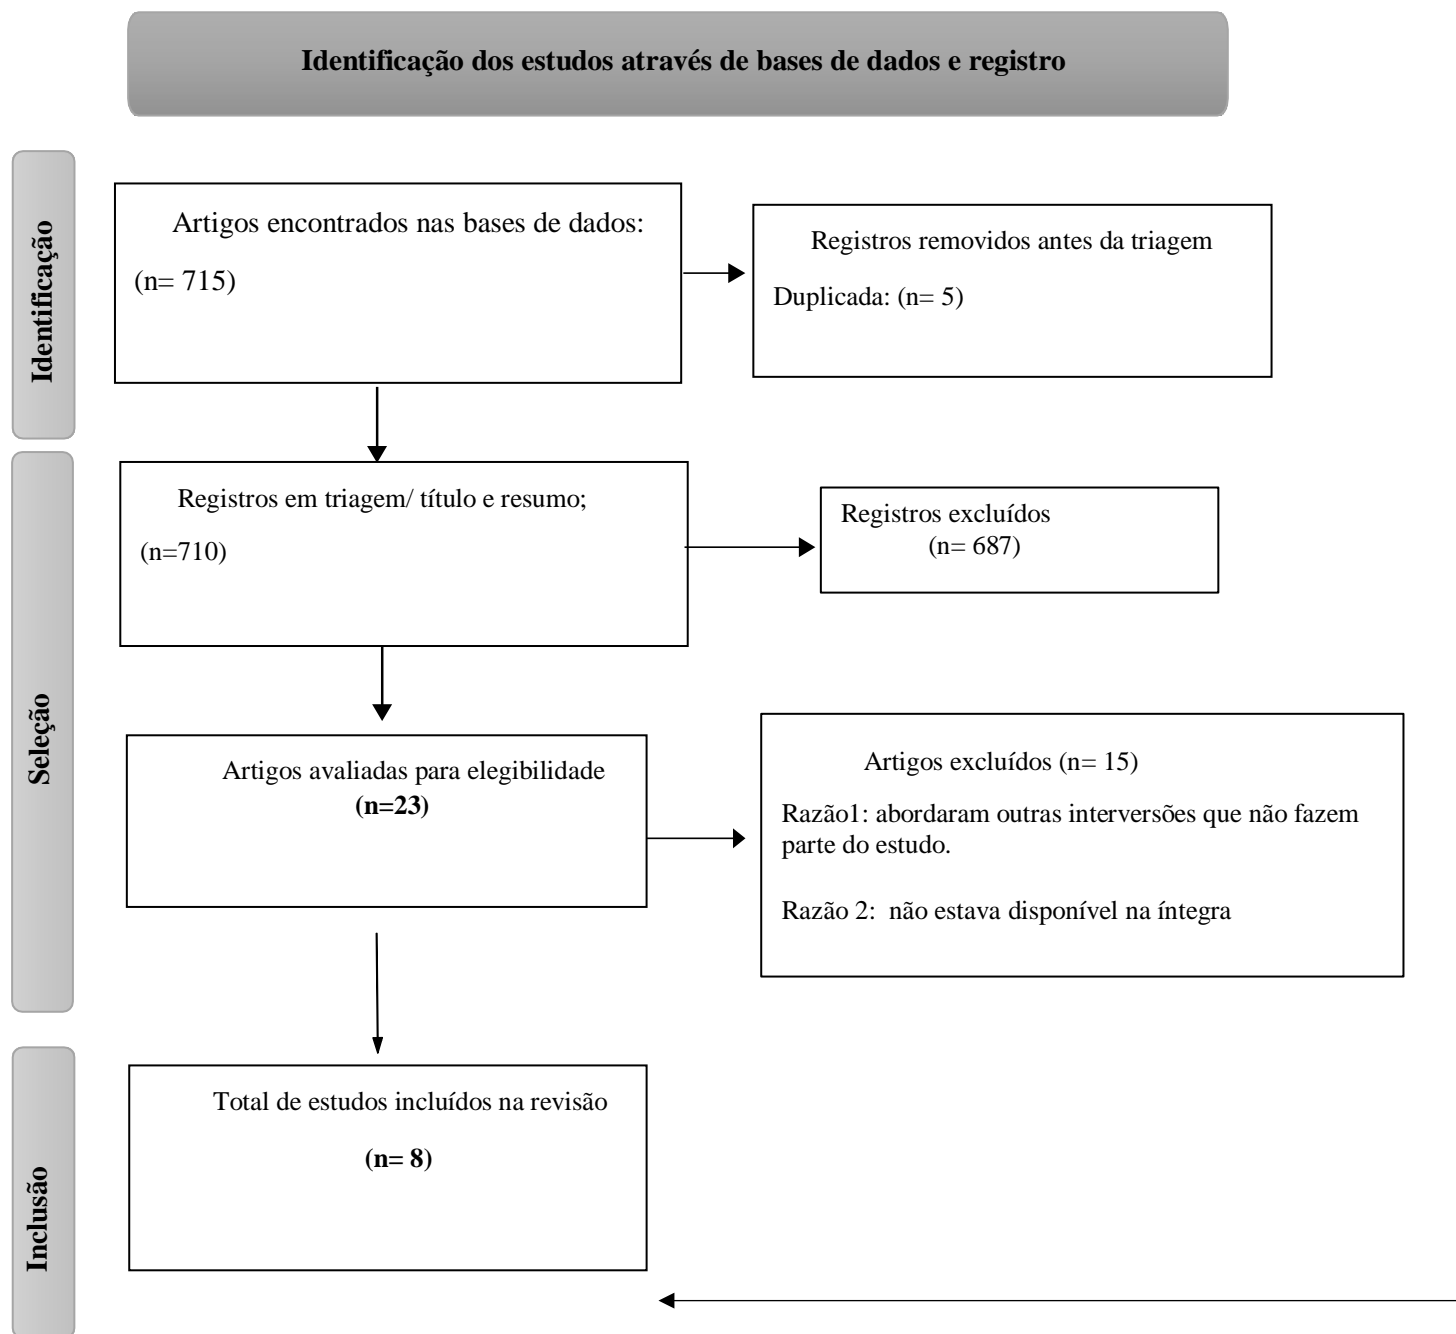 Identificação dos estudos através de bases de dados e registro
Identificação
Artigos encontrados nas bases de dados:
(n= 715)
Registros removidos antes da triagem
Duplicada: (n= 5)
Seleção
Registros em triagem/ título e resumo;
(n=710)
Registros excluídos
(n= 687)
Artigos avaliadas para elegibilidade
(n=23)
Artigos excluídos (n= 15)
Razão1: abordaram outras interversões que não fazem
parte do estudo.
Razão 2:  não estava disponível na íntegra
Inclusão
Total de estudos incluídos na revisão
(n= 8)